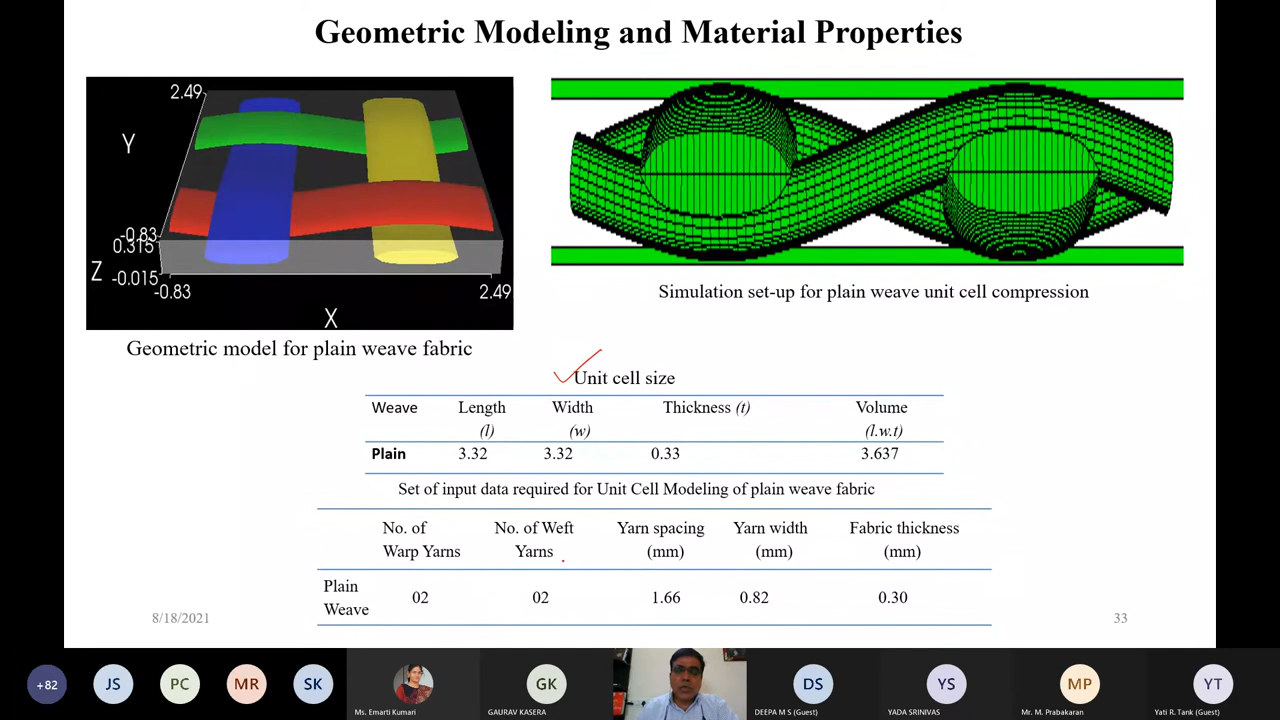 Geometric Modeling and Material Properties
2.49
Y
-0.83
0.315
Z
-0.015
-0.83
2.49
X
Geometric model for plain weave fabric
Simulation set-up for plain weave unit cell compression
Unit cell size
Weave Length Width Thickness (t) Volume
(l) (w) (l.w.t)
Plain 3.32 3.32 0.33 3.637
Set of input data required for Unit Cell Modeling of plain weave fabric
No. of No. of Weft Yarn spacing Yarn width Fabric thickness
Warp Yarns Yarns (mm) (mm) (mm)
Plain
Weave 02 02 1.66 0.82 0.30
8/18/2021
33
+82 JS PC MR SK GK DS YS MP YT
Ms. Emarti Kumari GAURAV KASERA DEEPA M S (Guest) YADA SRINIVAS Mr. M. Prabakaran Yati R. Tank (Guest)